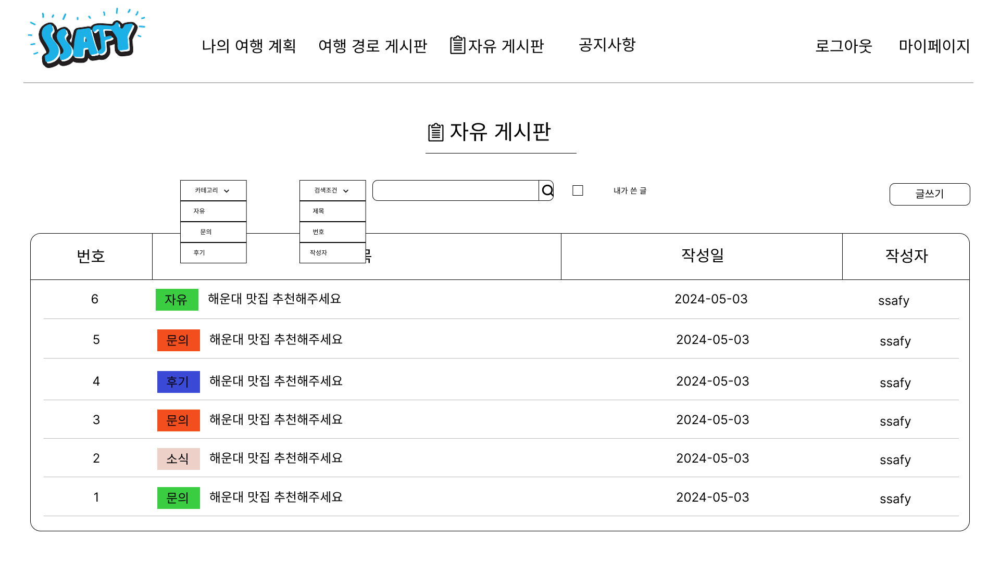 SSAFY
나의 여행 계획 여행 경로 게시판 자유 게시판 공지사항 로그아웃 마이페이지
자유 게시판
카테고리 검색조건 내가 쓴 글 글쓰기
자유 제목
문의 번호
후기 작성자
번호 작성일 작성자
6 자유 해운대 맛집 추천해주세요 2024-05-03 ssafy
5 문의 해운대 맛집 추천해주세요 2024-05-03 ssafy
4 후기 해운대 맛집 추천해주세요 2024-05-03 ssafy
3 문의 해운대 맛집 추천해주세요 2024-05-03 ssafy
2 소식 해운대 맛집 추천해주세요 2024-05-03 ssafy
1 문의 해운대 맛집 추천해주세요 2024-05-03 ssafy